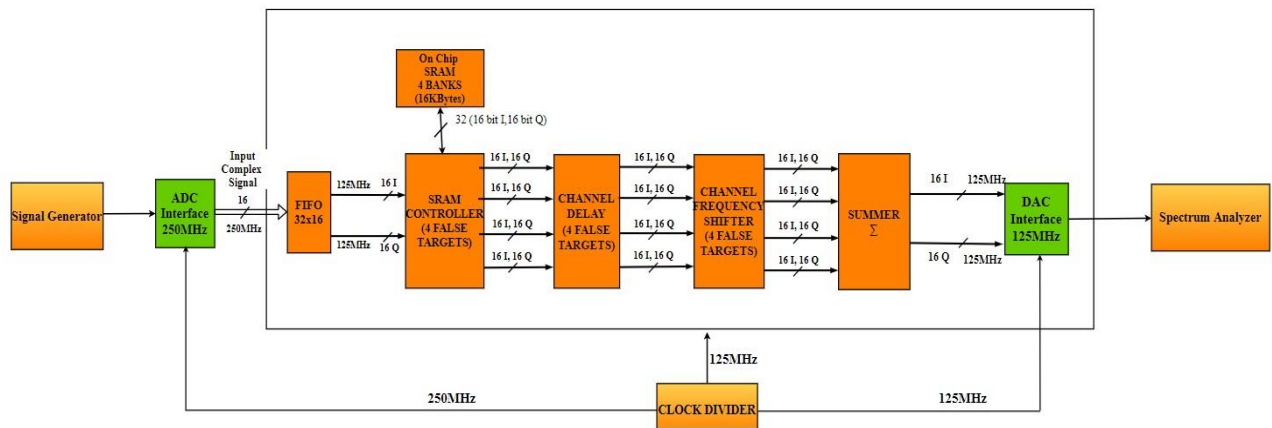 On Chip
SRAM
4 BANKS
(16KBytes)
32 (16 bit I,16 bit Q)
Signal Generator
ADC
Interface
250MHz
Input
Complex
Signal
16
250MHz
FIFO
32x16
125MHz
16 I
125MHz
16 Q
SRAM
CONTROLLER
(4 FALSE
TARGETS)
16 I, 16 Q
16 I, 16 Q
16 I, 16 Q
16 I, 16 Q
CHANNEL
DELAY
(4 FALSE
TARGETS)
16 I, 16 Q
16 I, 16 Q
16 I, 16 Q
16 I, 16 Q
CHANNEL
FREQUENCY
SHIFTER
(4 FALSE
TARGETS)
16 I, 16 Q
16 I, 16 Q
16 I, 16 Q
16 I, 16 Q
SUMMER
∑
16 I
125MHz
16 Q
125MHz
DAC
Interface
125MHz
Spectrum Analyzer
125MHz
250MHz
CLOCK DIVIDER
125MHz